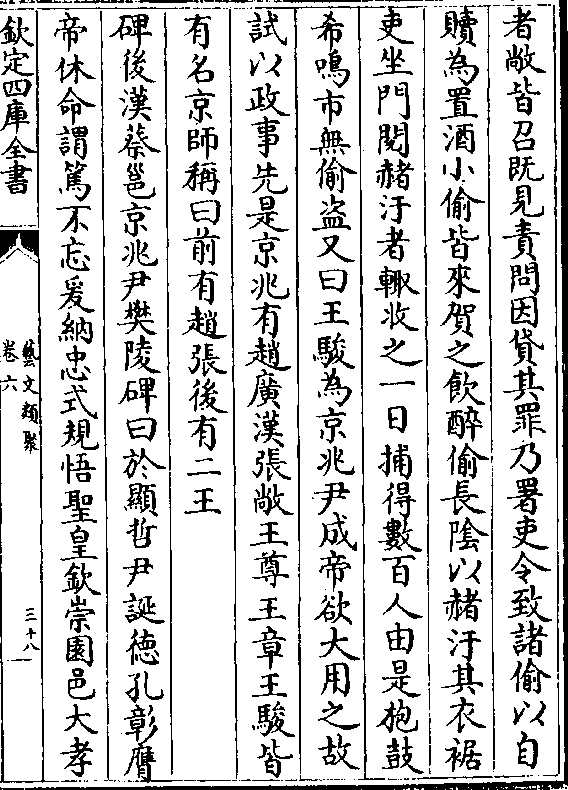 者敞皆召既見責問因貸其罪乃署吏令致諸偷以自
贖為置酒小偷皆來賀之飲醉偷長陰以赭汙其衣裾
吏坐門閱赭汙者輙收之一日捕得數百人由是枹鼓
希鳴市無偷盗又曰王駿為京兆尹成帝欲大用之故
試以政事先是京兆有趙廣漢張敞王尊王章王駿皆
有名京師稱曰前有趙張後有二王
碑後漢蔡邕京兆尹樊陵碑曰於顯哲尹誕德孔彰膺
帝休命謂篤不忘爰納忠式規悟聖皇欽崇園邑大孝
欽定四庫全書
藝文類聚
卷六
三十八